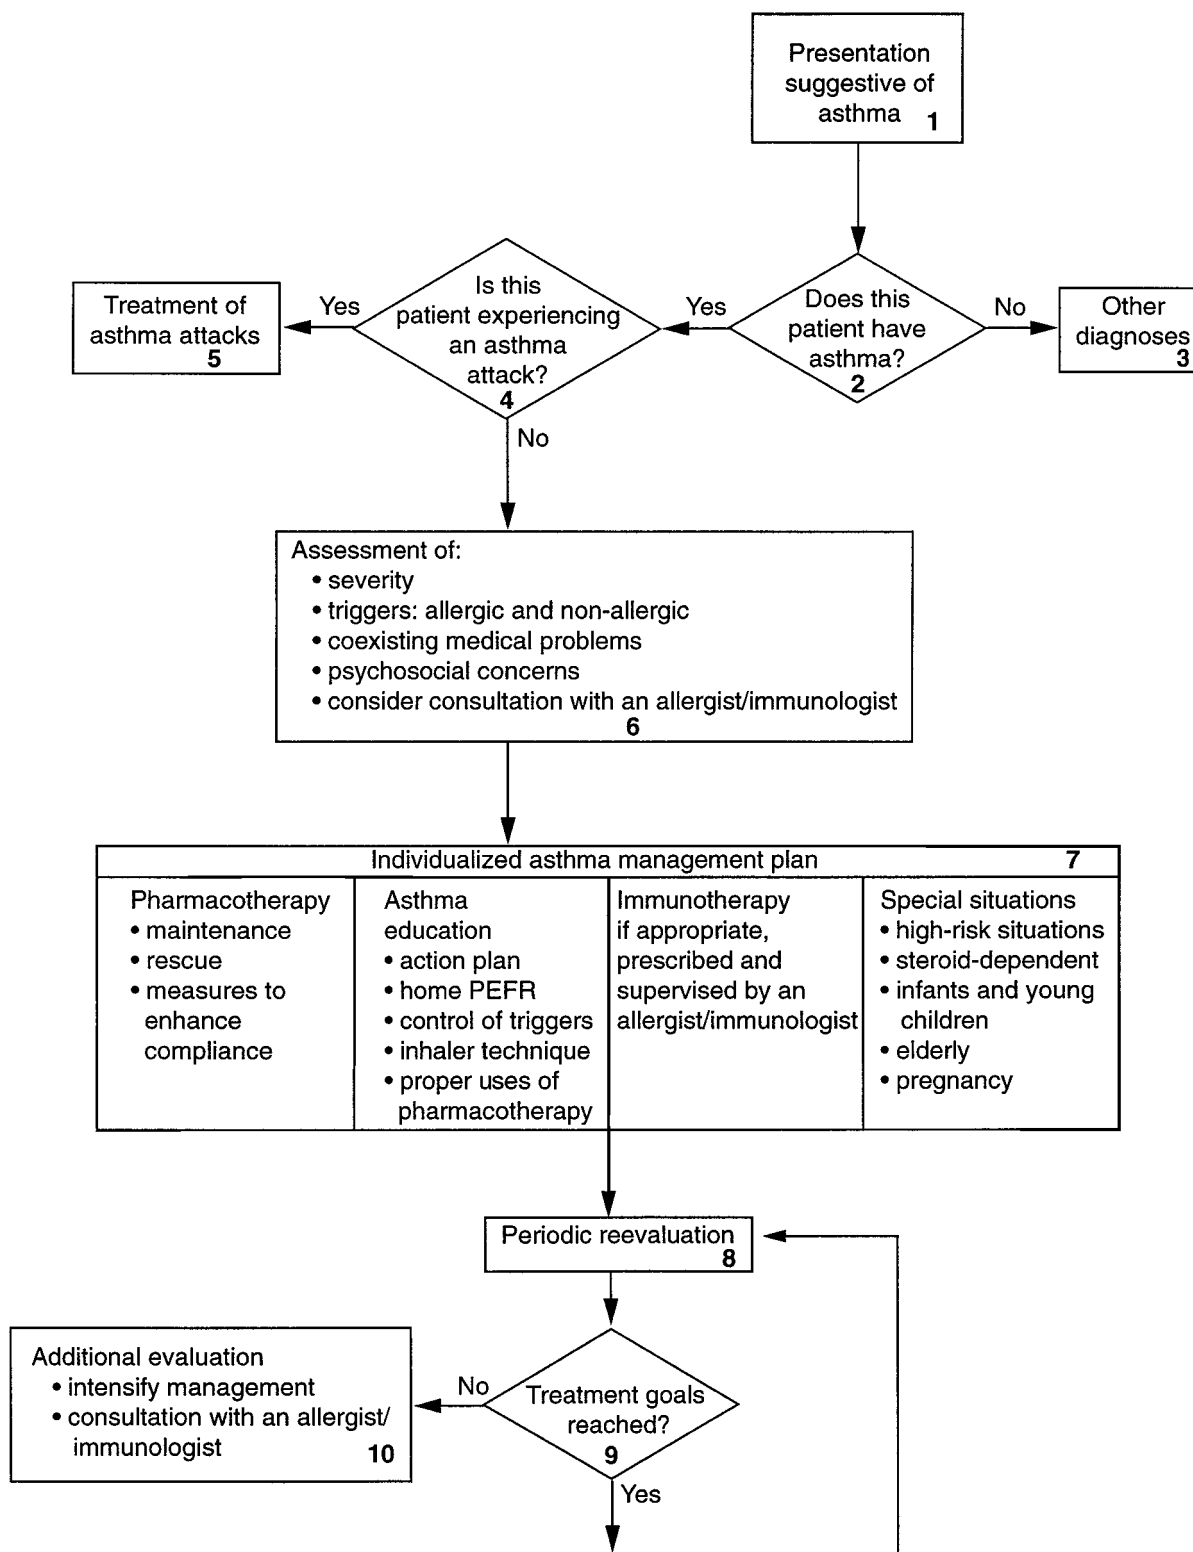 Presentation
suggestive of
asthma 1
Does this
patient have
asthma?
2
No
Other
diagnoses
3
Yes
Is this
patient experiencing
an asthma
attack?
4
Yes
Treatment of
asthma attacks
5
No
Assessment of:
• severity
• triggers: allergic and non-allergic
• coexisting medical problems
• psychosocial concerns
• consider consultation with an allergist/immunologist
6
Individualized asthma management plan 7
Pharmacotherapy
• maintenance
• rescue
• measures to
enhance
compliance
Asthma
education
• action plan
• home PEFR
• control of triggers
• inhaler technique
• proper uses of
pharmacotherapy
Immunotherapy
if appropriate,
prescribed and
supervised by an
allergist/immunologist
Special situations
• high-risk situations
• steroid-dependent
• infants and young
children
• elderly
• pregnancy
Periodic reevaluation
8
Treatment goals
reached?
9
No
Additional evaluation
• intensify management
• consultation with an allergist/
immunologist
10
Yes